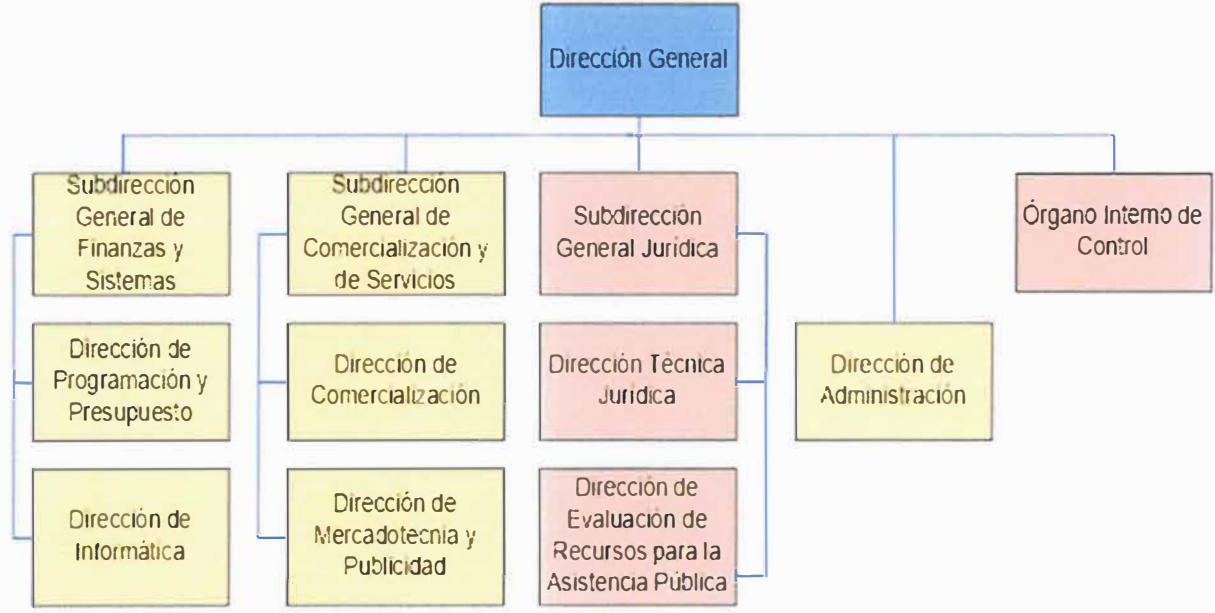 Dirección General
Subdirección
General de
Finanzas y
Sistemas
Subdirección
General de
Comercialización y
de Servicios
Subdirección
General Jurídica
Órgano Interno de
Control
Dirección de
Programación y
Presupuesto
Dirección de
Comercialización
Dirección Técnica
Jurídica
Dirección de
Administración
Dirección de
Informática
Dirección de
Mercadotecnia y
Publicidad
Dirección de
Evaluación de
Recursos para la
Asistencia Pública